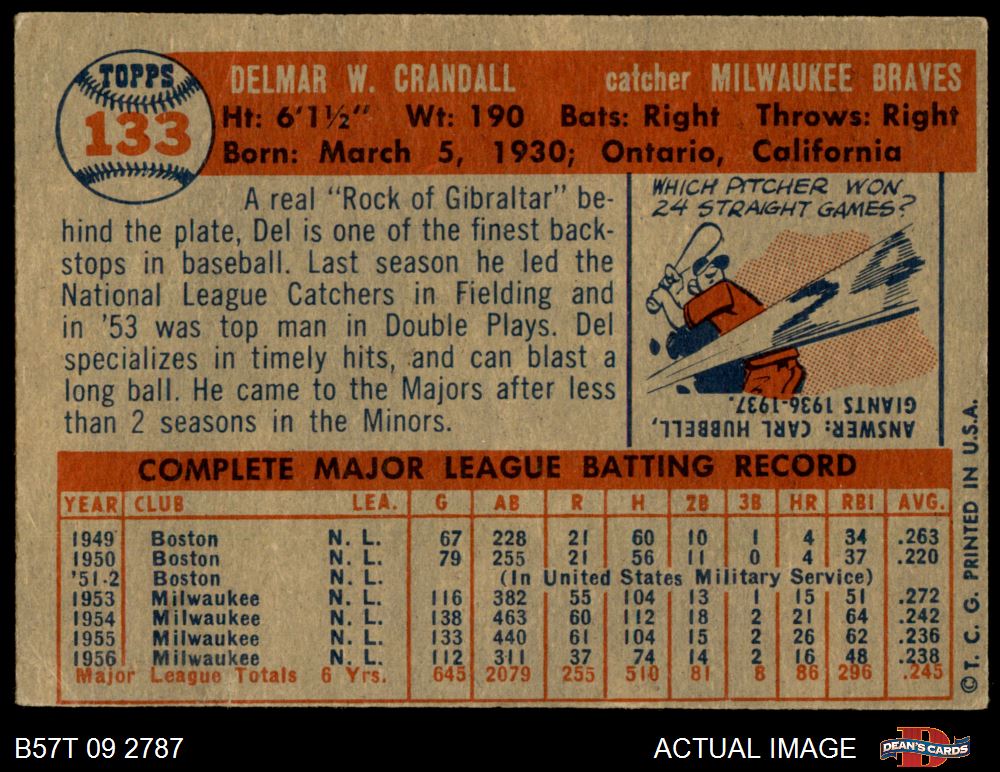 TOPPS
133
DELMAR W. CRANDALL catcher MILWAUKEE BRAVES
Ht: 6'1½" Wt: 190 Bats: Right Throws: Right
Born: March 5, 1930; Ontario, California
A real "Rock of Gibraltar" be-
hind the plate, Del is one of the finest back-
stops in baseball. Last season he led the
National League Catchers in Fielding and
in '53 was top man in Double Plays. Del
specializes in timely hits, and can blast a
long ball. He came to the Majors after less
than 2 seasons in the Minors.
WHICH PITCHER WON
24 STRAIGHT GAMES?
24
ANSWER: CARL HUBBELL,
GIANTS 1936-1937.
COMPLETE MAJOR LEAGUE BATTING RECORD
YEAR CLUB LEA. G AB R H 2B 3B HR RBI AVG.
1949 Boston N. L. 67 228 21 60 10 1 4 34 .263
1950 Boston N. L. 79 255 21 56 11 0 4 37 .220
'51-2 Boston (In United States Military Service)
1953 Milwaukee N. L. 116 382 55 104 13 1 15 51 .272
1954 Milwaukee N. L. 138 463 60 112 18 2 21 64 .242
1955 Milwaukee N. L. 133 440 61 104 15 2 26 62 .236
1956 Milwaukee N. L. 112 311 37 74 14 2 16 48 .238
Major League Totals 6 Yrs. 645 2079 255 510 81 8 86 296 .245
© T. C. G. PRINTED IN U.S.A.
B57T 09 2787 ACTUAL IMAGE DEAN'S CARDS